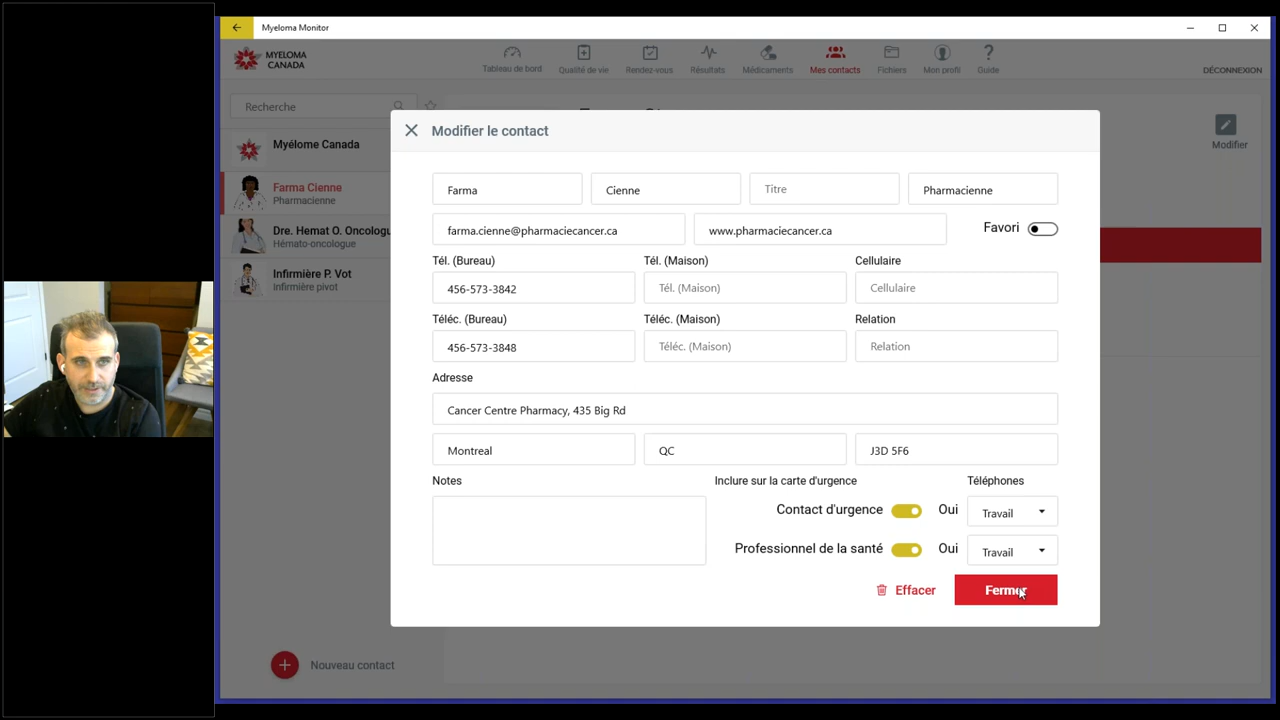 Myeloma Monitor
MYELOMA
CANADA
Tableau de bord
Qualité de vie
Rendez-vous
Résultats
Médicaments
Mes contacts
Fichiers
Mon profil
Guide
DÉCONNEXION
Recherche
Myélome Canada
Farma Cienne
Pharmacienne
Dre. Hemat O. Oncologu
Hémato-oncologue
Infirmière P. Vot
Infirmière pivot
Nouveau contact
Modifier
Modifier le contact
Farma
Cienne
Titre
Pharmacienne
farma.cienne@pharmaciecancer.ca
www.pharmaciecancer.ca
Favori
Tél. (Bureau)
Tél. (Maison)
Cellulaire
456-573-3842
Tél. (Maison)
Cellulaire
Téléc. (Bureau)
Téléc. (Maison)
Relation
456-573-3848
Téléc. (Maison)
Relation
Adresse
Cancer Centre Pharmacy, 435 Big Rd
Montreal
QC
J3D 5F6
Notes
Inclure sur la carte d'urgence
Téléphones
Contact d'urgence
Oui
Travail
Professionnel de la santé
Oui
Travail
Effacer
Fermer